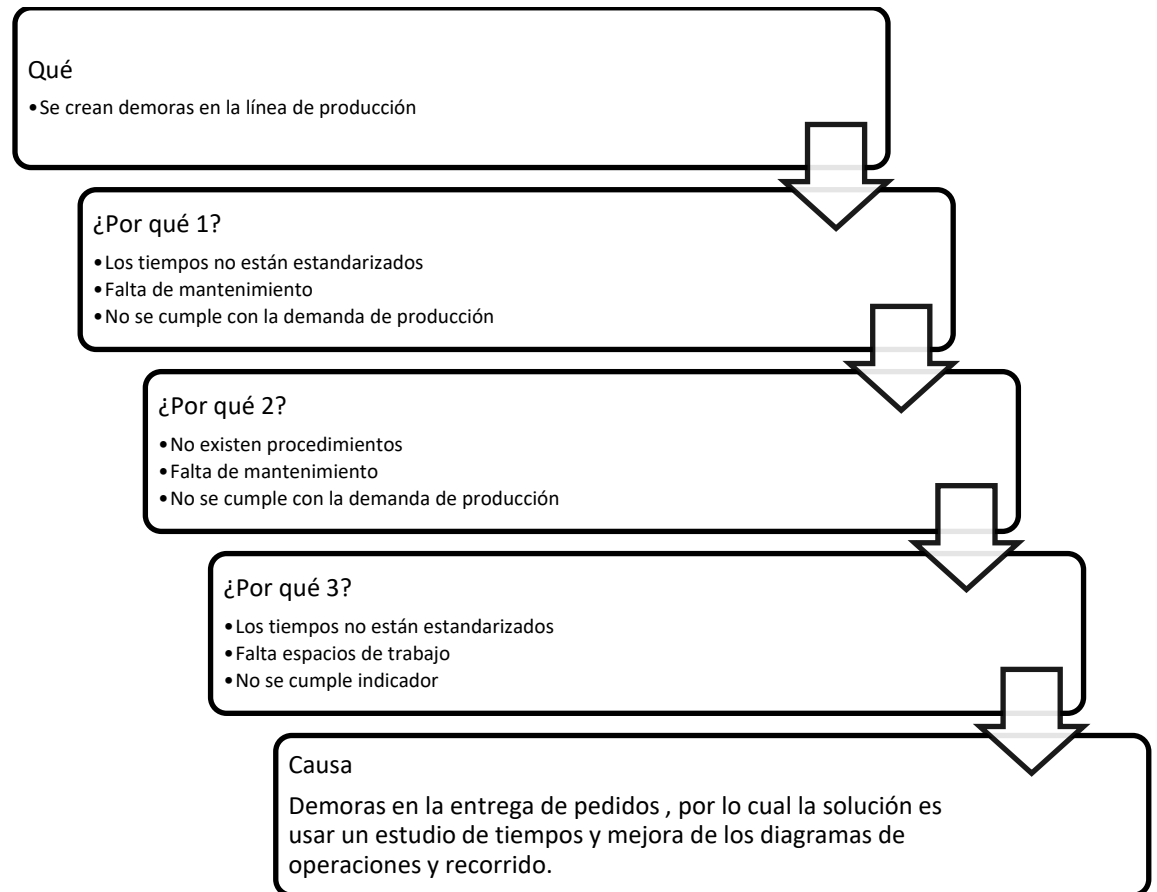 Qué
•Se crean demoras en la línea de producción
¿Por qué 1?
•Los tiempos no están estandarizados
•Falta de mantenimiento
•No se cumple con la demanda de producción
¿Por qué 2?
•No existen procedimientos
•Falta de mantenimiento
•No se cumple con la demanda de producción
¿Por qué 3?
•Los tiempos no están estandarizados
•Falta espacios de trabajo
•No se cumple indicador
Causa
Demoras en la entrega de pedidos , por lo cual la solución es
usar un estudio de tiempos y mejora de los diagramas de
operaciones y recorrido.